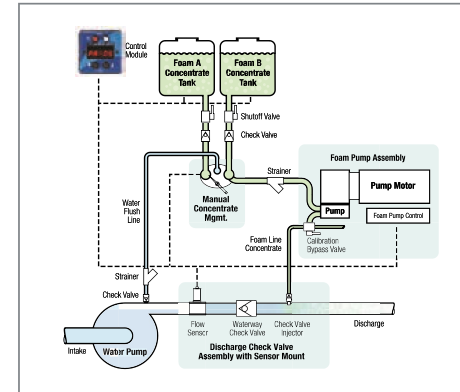 Control
Module
Foam A
Concentrate
Tank
Foam B
Concentrate
Tank
Shutoff Valve
Check Valve
Strainer
Foam Pump Assembly
Pump Motor
Pump
Foam Pump Control
Manual
Concentrate
Mgmt.
Water
Flush
Line
Foam Line
Concentrate
Calibration
Bypass Valve
Strainer
Check Valve
Flow
Sensor
Waterway
Check Valve
Check Valve
Injector
Discharge
Intake
Water Pump
Discharge Check Valve
Assembly with Sensor Mount